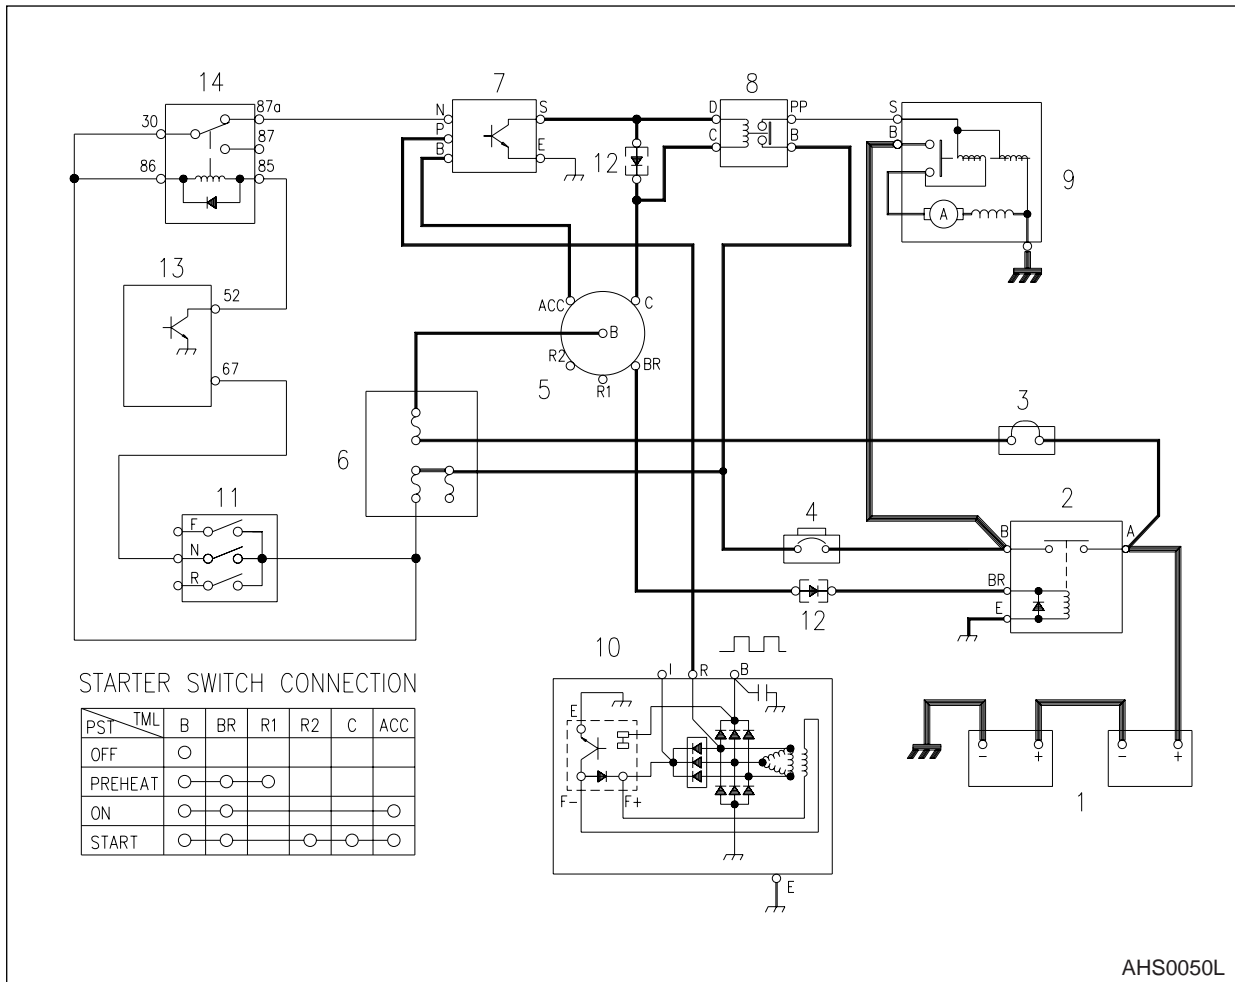 14
7
8
87a
30
87
86
85
N
P
B
S
E
D
C
PP
B
S
B
A
9
12
13
52
67
ACC
C
B
R2
BR
R1
5
6
3
11
F
N
R
4
2
B
A
BR
E
12
10
I
R
B
E
F-
F+
E
-
+
-
+
1
STARTER SWITCH CONNECTION
PST TML B BR R1 R2 C ACC
OFF
PREHEAT
ON
START
AHS0050L